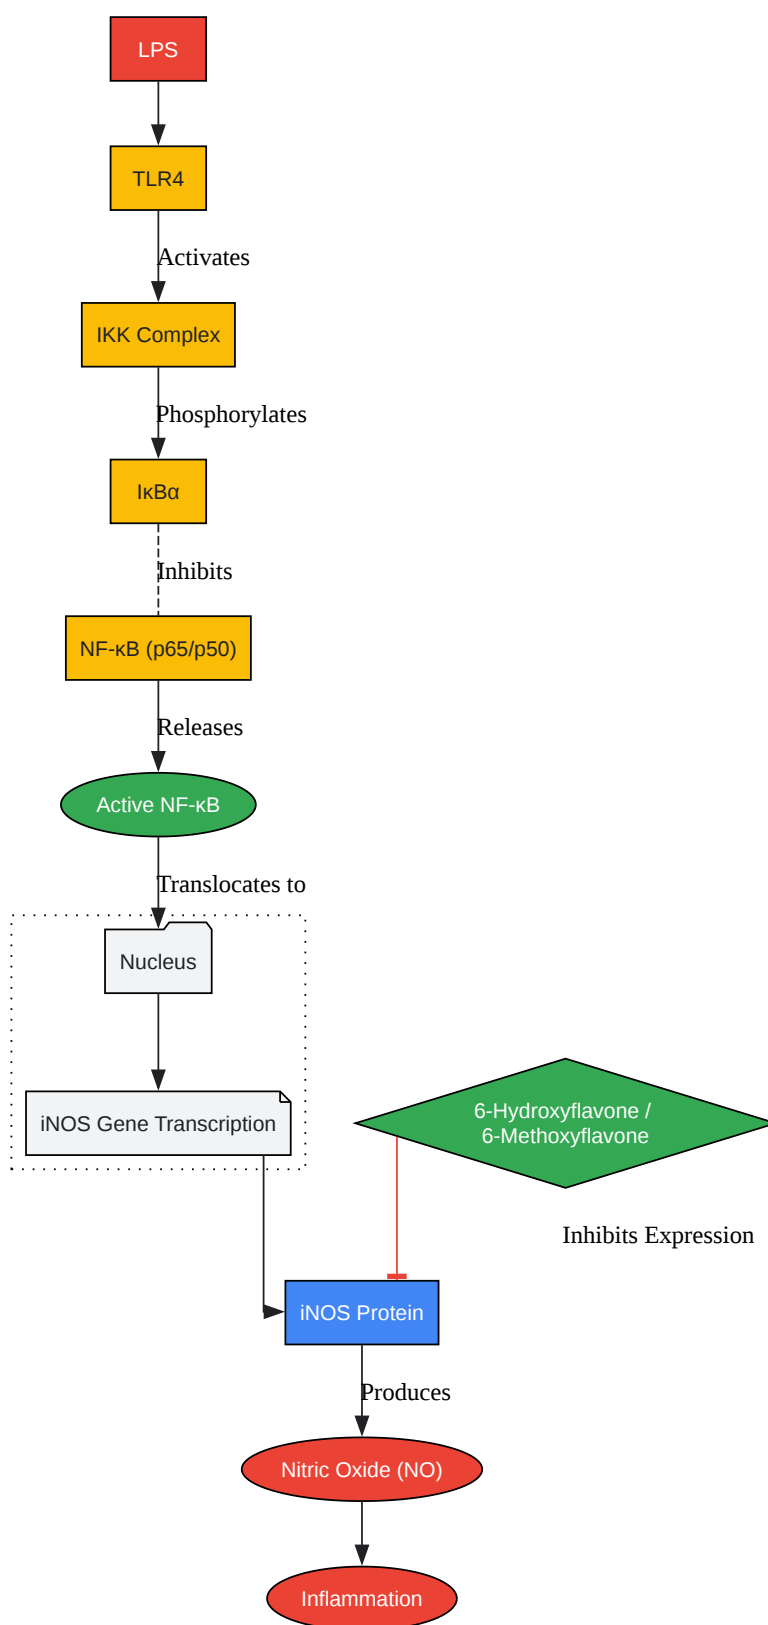 LPS
TLR4
Activates
IKK Complex
Phosphorylates
IκBα
Inhibits
NF-κB (p65/p50)
Releases
Active NF-κB
Translocates to
Nucleus
iNOS Gene Transcription
6-Hydroxyflavone /
6-Methoxyflavone
Inhibits Expression
iNOS Protein
Produces
Nitric Oxide (NO)
Inflammation